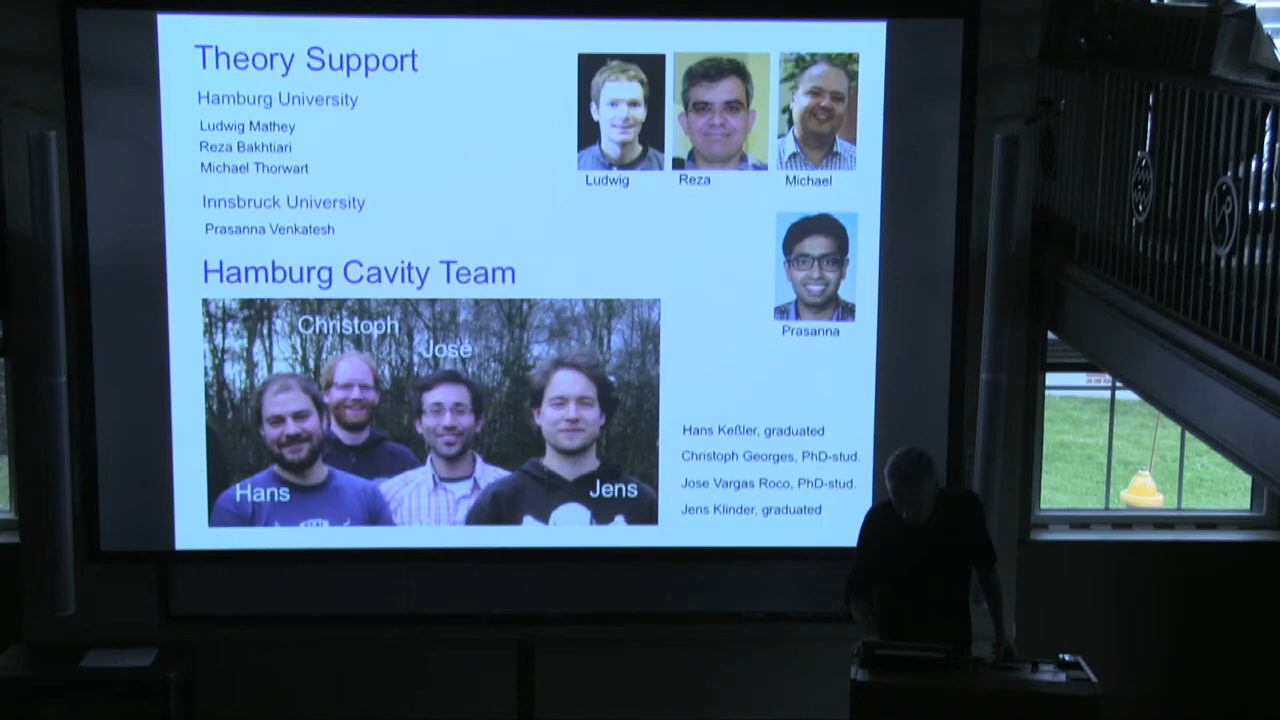 Theory Support
Hamburg University
Ludwig Mathey
Reza Bakhtiari
Michael Thorwart
Innsbruck University
Prasanna Venkatesh
Ludwig
Reza
Michael
Prasanna
Hamburg Cavity Team
Christoph
José
Hans
Jens
Hans Keßler, graduated
Christoph Georges, PhD-stud.
Jose Vargas Roco, PhD-stud.
Jens Klinder, graduated